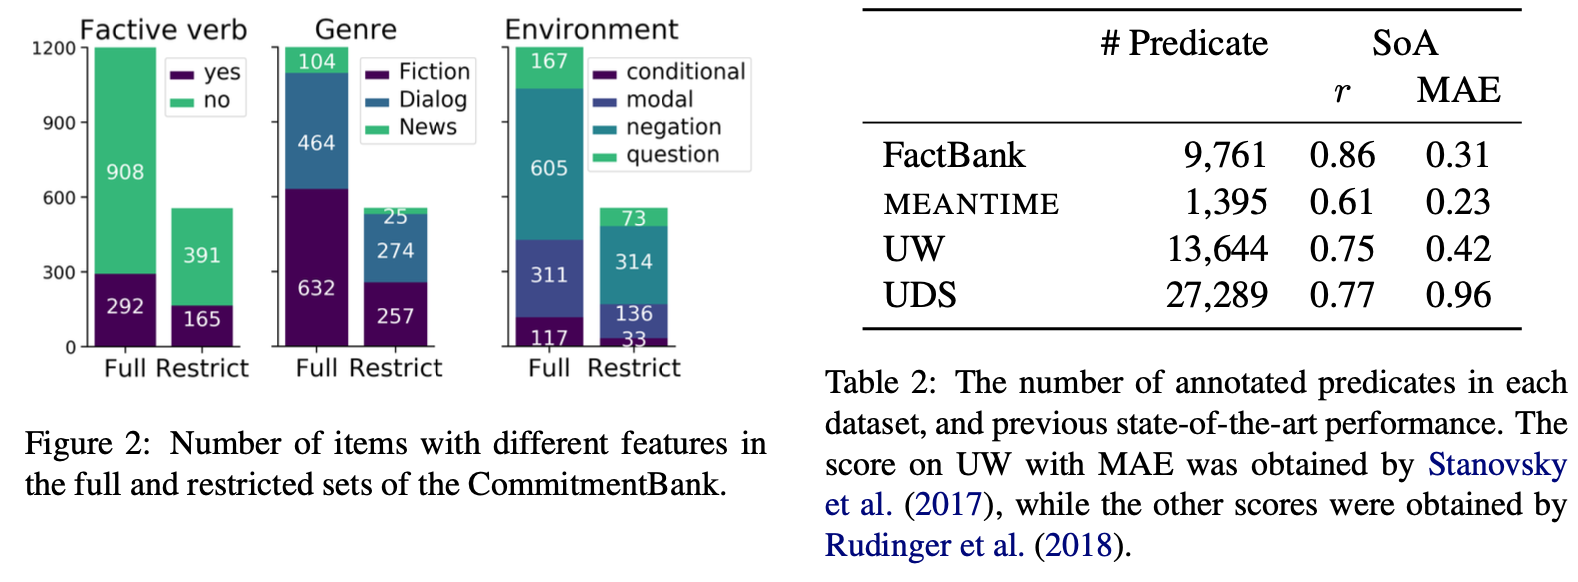 Factive verb
1200
900
600
300
0
yes
no
908
292
391
165
Full Restrict
Genre
Fiction
Dialog
News
104
464
632
25
274
257
Full Restrict
Environment
conditional
modal
negation
question
167
605
311
117
73
314
136
33
Full Restrict
Figure 2: Number of items with different features in
the full and restricted sets of the CommitmentBank.
# Predicate SoA
r MAE
FactBank 9,761 0.86 0.31
MEANTIME 1,395 0.61 0.23
UW 13,644 0.75 0.42
UDS 27,289 0.77 0.96
Table 2: The number of annotated predicates in each
dataset, and previous state-of-the-art performance. The
score on UW with MAE was obtained by Stanovsky
et al. (2017), while the other scores were obtained by
Rudinger et al. (2018).